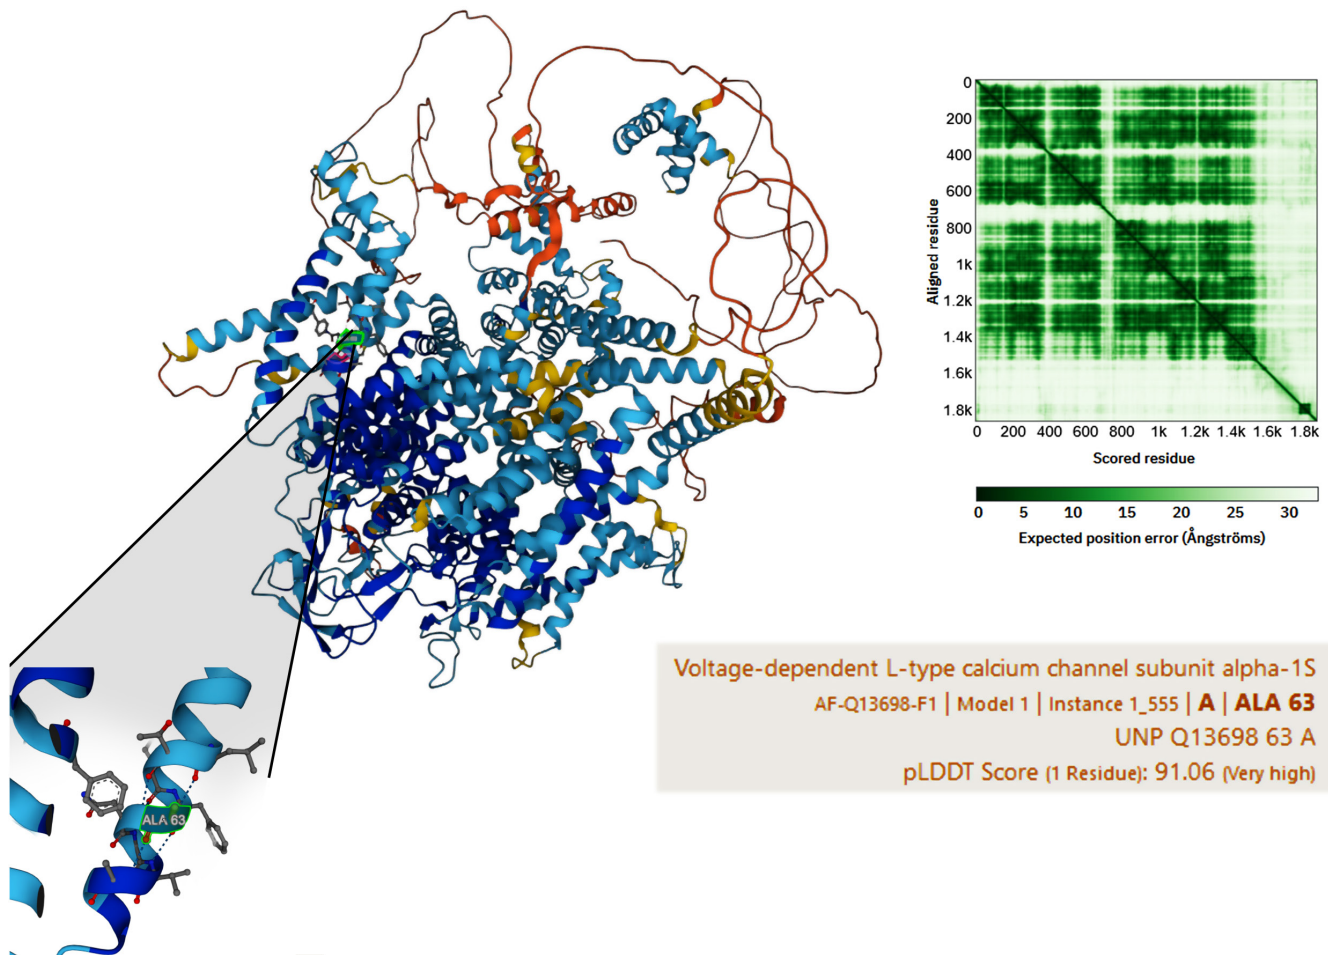 0
200
400
600
800
1k
1.2k
1.4k
1.6k
1.8k
Aligned residue
0 200 400 600 800 1k 1.2k 1.4k 1.6k 1.8k
Scored residue
0 5 10 15 20 25 30
Expected position error (Ångströms)
Voltage-dependent L-type calcium channel subunit alpha-1S
AF-Q13698-F1 | Model 1 | Instance 1_555 | A | ALA 63
UNP Q13698 63 A
pLDDT Score (1 Residue): 91.06 (Very high)
ALA 63